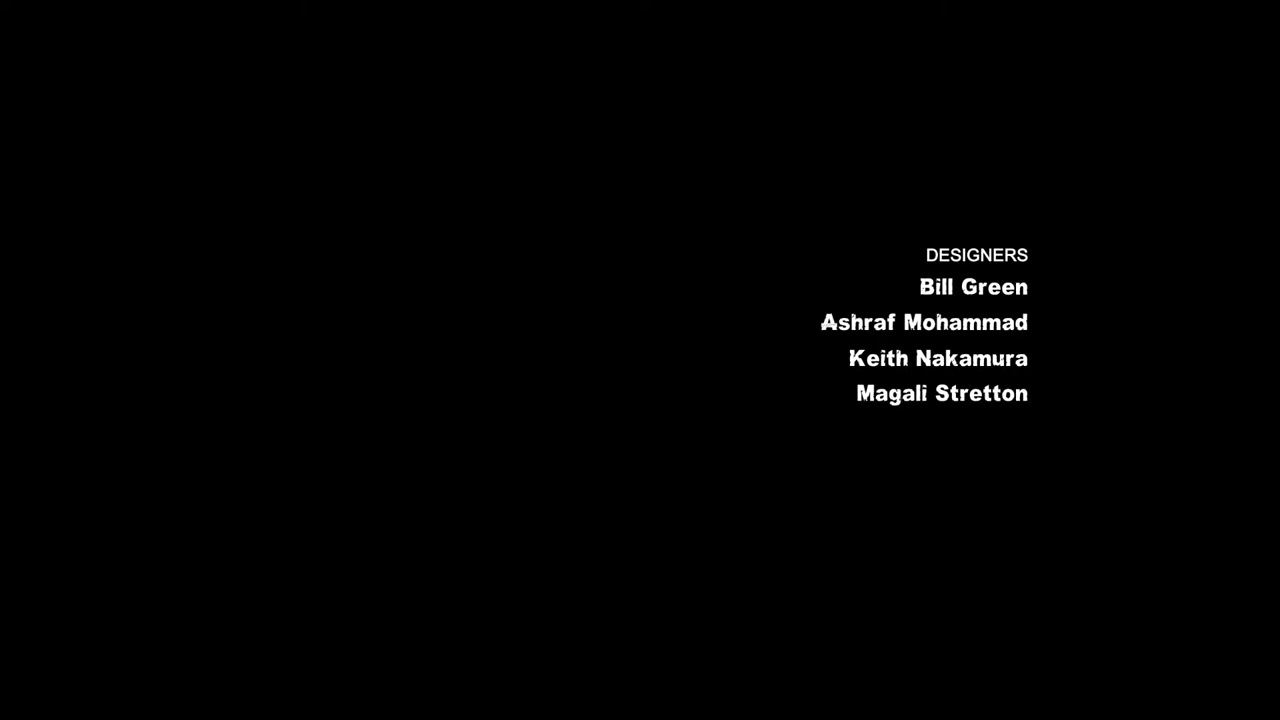 DESIGNERS
Bill Green
Ashraf Mohammad
Keith Nakamura
Magali Stretton